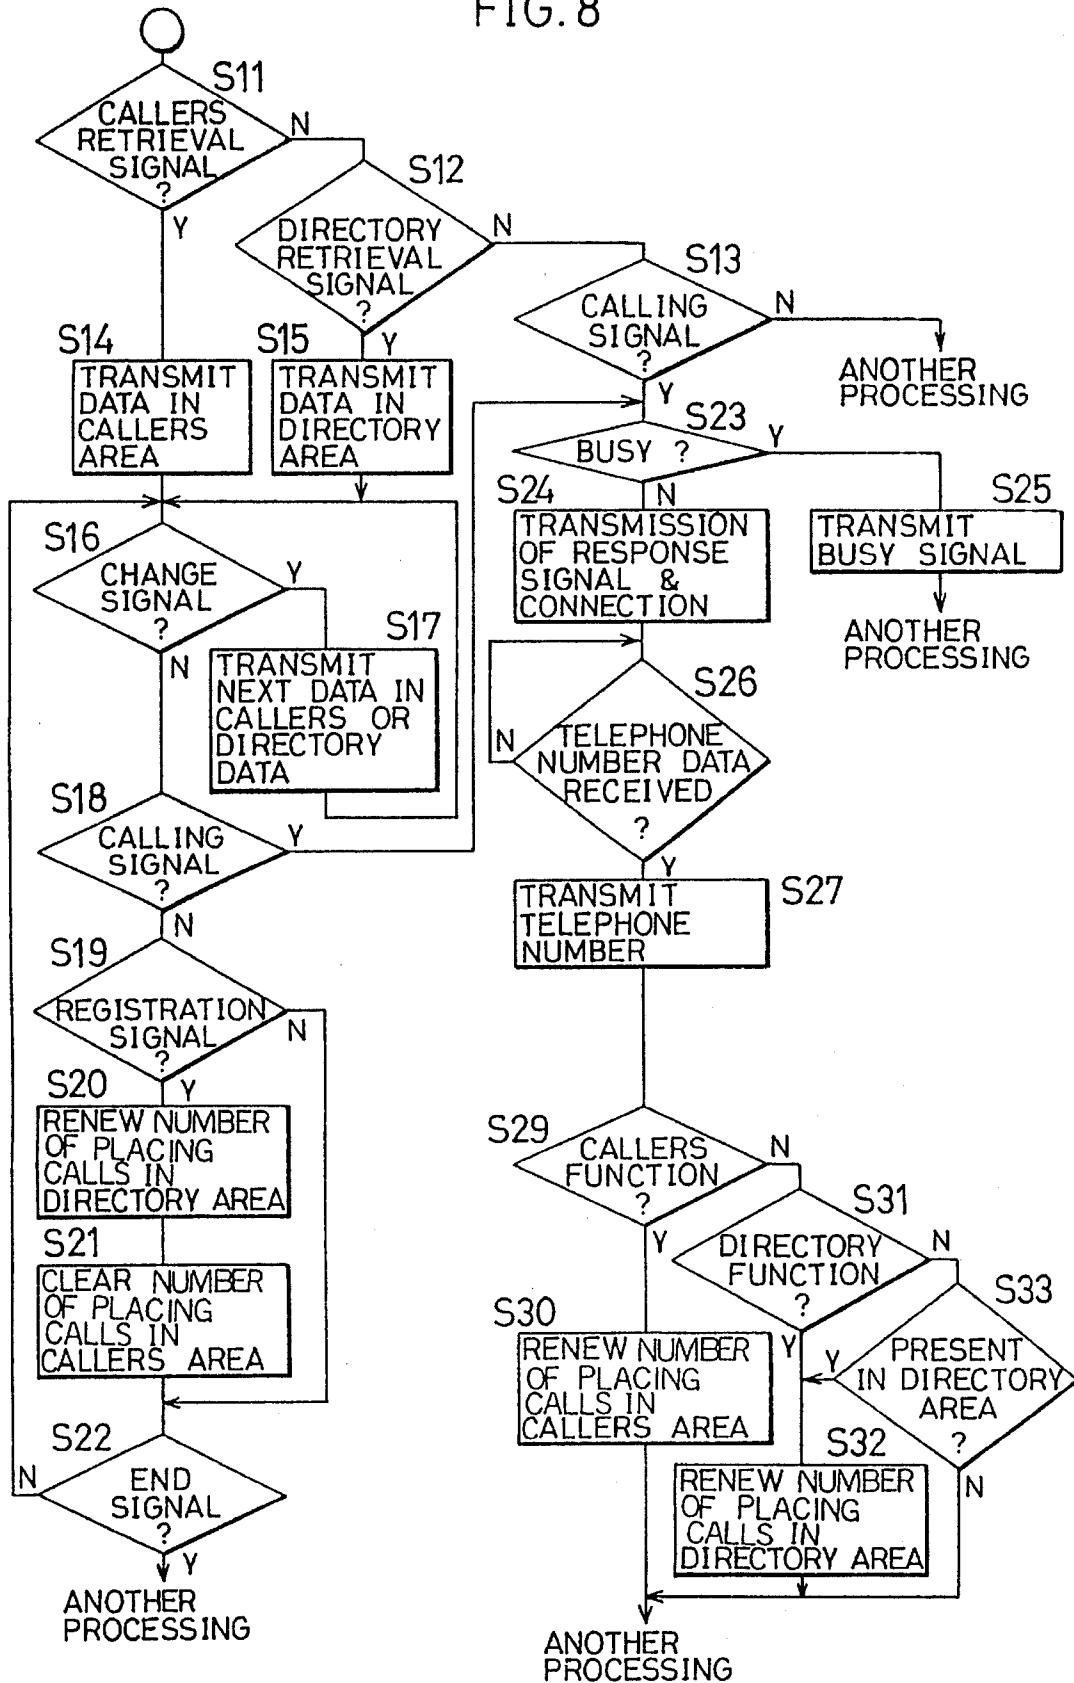 FIG. 8
S11
CALLERS
RETRIEVAL
SIGNAL
?
N
Y
S12
DIRECTORY
RETRIEVAL
SIGNAL
?
N
Y
S13
CALLING
SIGNAL
?
N
Y
ANOTHER
PROCESSING
S14
TRANSMIT
DATA IN
CALLERS
AREA
S15
TRANSMIT
DATA IN
DIRECTORY
AREA
S23
BUSY ?
Y
N
S24
TRANSMISSION
OF RESPONSE
SIGNAL &
CONNECTION
S25
TRANSMIT
BUSY SIGNAL
ANOTHER
PROCESSING
S16
CHANGE
SIGNAL
?
Y
N
S17
TRANSMIT
NEXT DATA IN
CALLERS OR
DIRECTORY
DATA
S26
TELEPHONE
NUMBER DATA
RECEIVED
?
N
Y
S18
CALLING
SIGNAL
?
Y
N
S27
TRANSMIT
TELEPHONE
NUMBER
S19
REGISTRATION
SIGNAL
?
N
Y
S20
RENEW NUMBER
OF PLACING
CALLS IN
DIRECTORY AREA
S21
CLEAR NUMBER
OF PLACING
CALLS IN
CALLERS AREA
S22
END
SIGNAL
?
N
Y
ANOTHER
PROCESSING
S29
CALLERS
FUNCTION
?
N
Y
S30
RENEW NUMBER
OF PLACING
CALLS IN
CALLERS AREA
S31
DIRECTORY
FUNCTION
?
N
Y
S33
PRESENT
IN DIRECTORY
AREA
?
Y
N
S32
RENEW NUMBER
OF PLACING
CALLS IN
DIRECTORY AREA
ANOTHER
PROCESSING